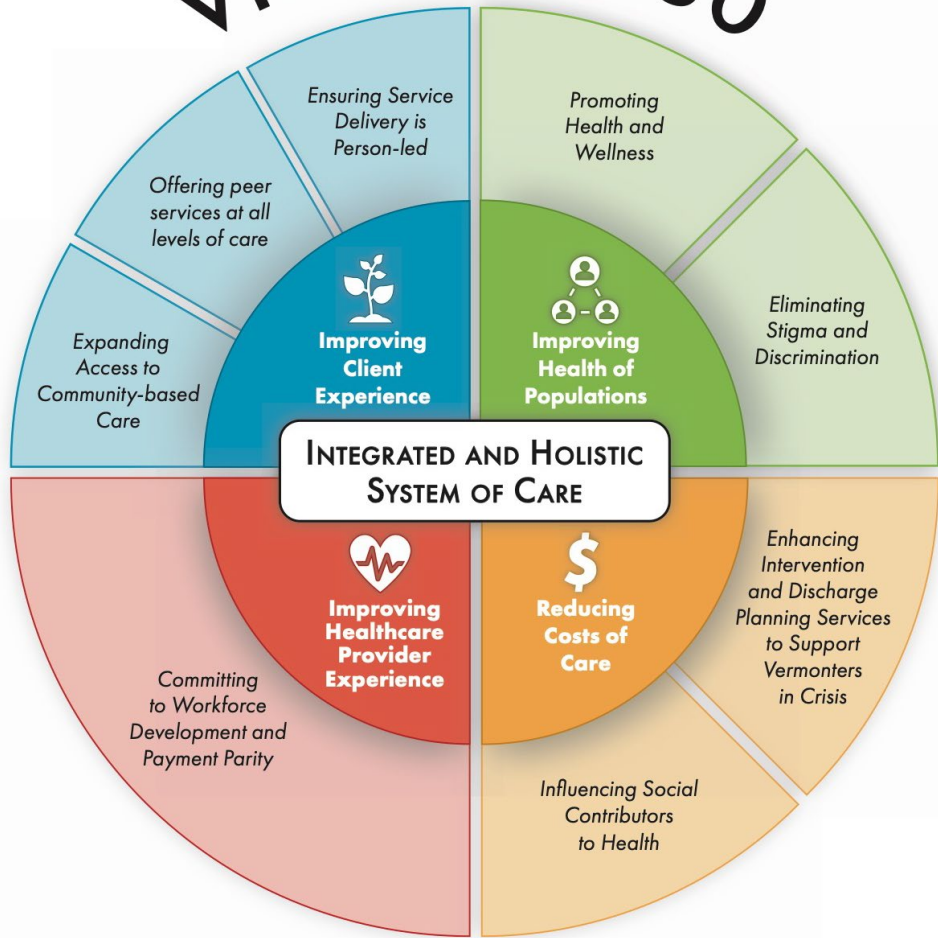 Ensuring Service
Delivery is
Person-led
Offering peer
services at all
levels of care
Expanding
Access to
Community-based
Care
Promoting
Health and
Wellness
Eliminating
Stigma and
Discrimination
Improving
Client
Experience
Improving
Health of
Populations
INTEGRATED AND HOLISTIC
SYSTEM OF CARE
Improving
Healthcare
Provider
Experience
$
Reducing
Costs of
Care
Committing
to Workforce
Development and
Payment Parity
Enhancing
Intervention
and Discharge
Planning Services
to Support
Vermonters
in Crisis
Influencing Social
Contributors
to Health